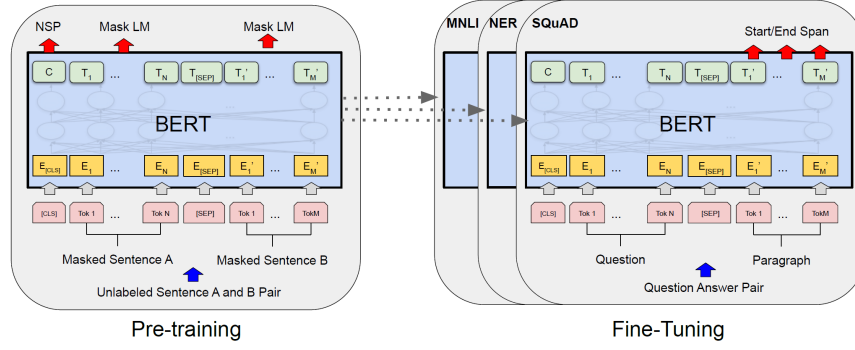 NSP Mask LM Mask LM
C T1 ... TN T[SEP] T1' ... TM'
BERT
E[CLS] E1 ... EN E[SEP] E1' ... EM'
[CLS] Tok 1 ... Tok N [SEP] Tok 1 ... TokM
Masked Sentence A Masked Sentence B
Unlabeled Sentence A and B Pair
Pre-training
MNLI NER SQuAD
Start/End Span
C T1 ... TN T[SEP] T1' ... TM'
BERT
E[CLS] E1 ... EN E[SEP] E1' ... EM'
[CLS] Tok 1 ... Tok N [SEP] Tok 1 ... TokM
Question Paragraph
Question Answer Pair
Fine-Tuning